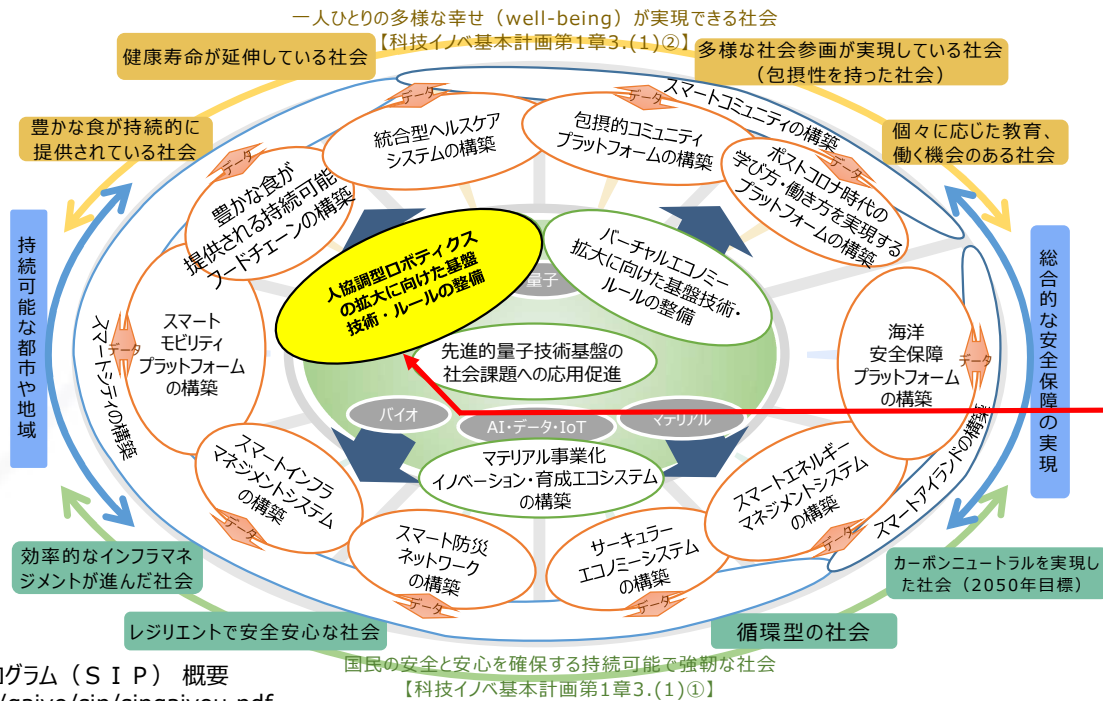 一人ひとりの多様な幸せ（well-being）が実現できる社会
【科技イノベ基本計画第1章3.(1)②】
健康寿命が延伸している社会
多様な社会参画が実現している社会
（包摂性を持った社会）
豊かな食が持続的に
提供されている社会
個々に応じた教育、
働く機会のある社会
スマートコミュニティの構築
データ
統合型ヘルスケア
システムの構築
データ
包摂的コミュニティ
プラットフォームの構築
データ
ポストコロナ時代の
学び方・働き方を実現する
プラットフォームの構築
データ
豊かな食が
提供される持続可能な
フードチェーンの構築
持続可能な都市や地域
総合的な安全保障の実現
人協調型ロボティクス
の拡大に向けた基盤
技術・ルールの整備
量子
バーチャルエコノミー
拡大に向けた基盤技術・
ルールの整備
スマートシティの構築
データ
スマート
モビリティ
プラットフォーム
の構築
先進的量子技術基盤の
社会課題への応用促進
海洋
安全保障
プラットフォーム
の構築
データ
スマートアイランドの構築
バイオ
AI・データ・IoT
マテリアル
マテリアル事業化
イノベーション・育成エコシステム
の構築
スマートインフラ
マネジメントシステム
の構築
データ
スマート防災
ネットワーク
の構築
データ
サーキュラー
エコノミーシステム
の構築
データ
スマートエネルギー
マネジメントシステム
の構築
データ
効率的なインフラマネ
ジメントが進んだ社会
カーボンニュートラルを実現し
た社会（2050年目標）
レジリエントで安全安心な社会
循環型の社会
国民の安全と安心を確保する持続可能で強靭な社会
【科技イノベ基本計画第1章3.(1)①】
ログラム（ＳＩＰ） 概要